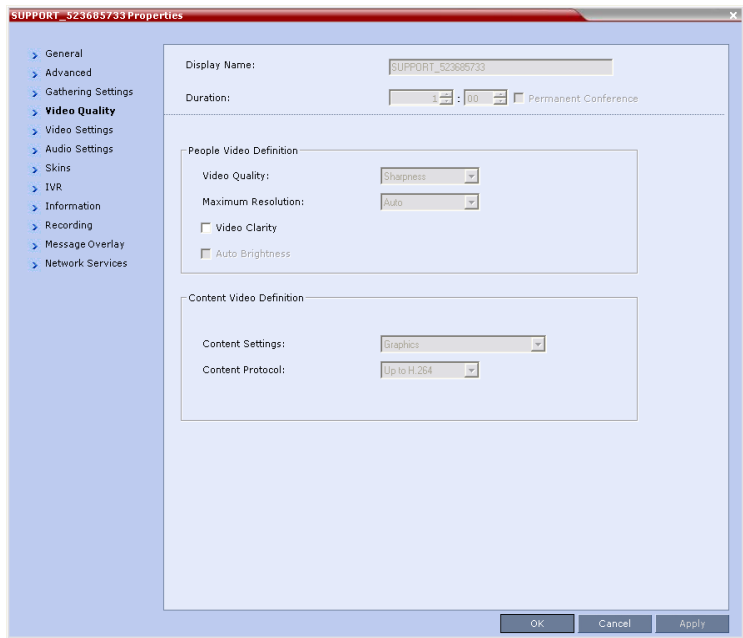 SUPPORT_523685733 Properties
General
Advanced
Gathering Settings
Video Quality
Video Settings
Audio Settings
Skins
IVR
Information
Recording
Message Overlay
Network Services
Display Name: SUPPORT_523685733
Duration: 1 : 00 Permanent Conference
People Video Definition
Video Quality: Sharpness
Maximum Resolution: Auto
Video Clarity
Auto Brightness
Content Video Definition
Content Settings: Graphics
Content Protocol: Up to H.264
OK Cancel Apply